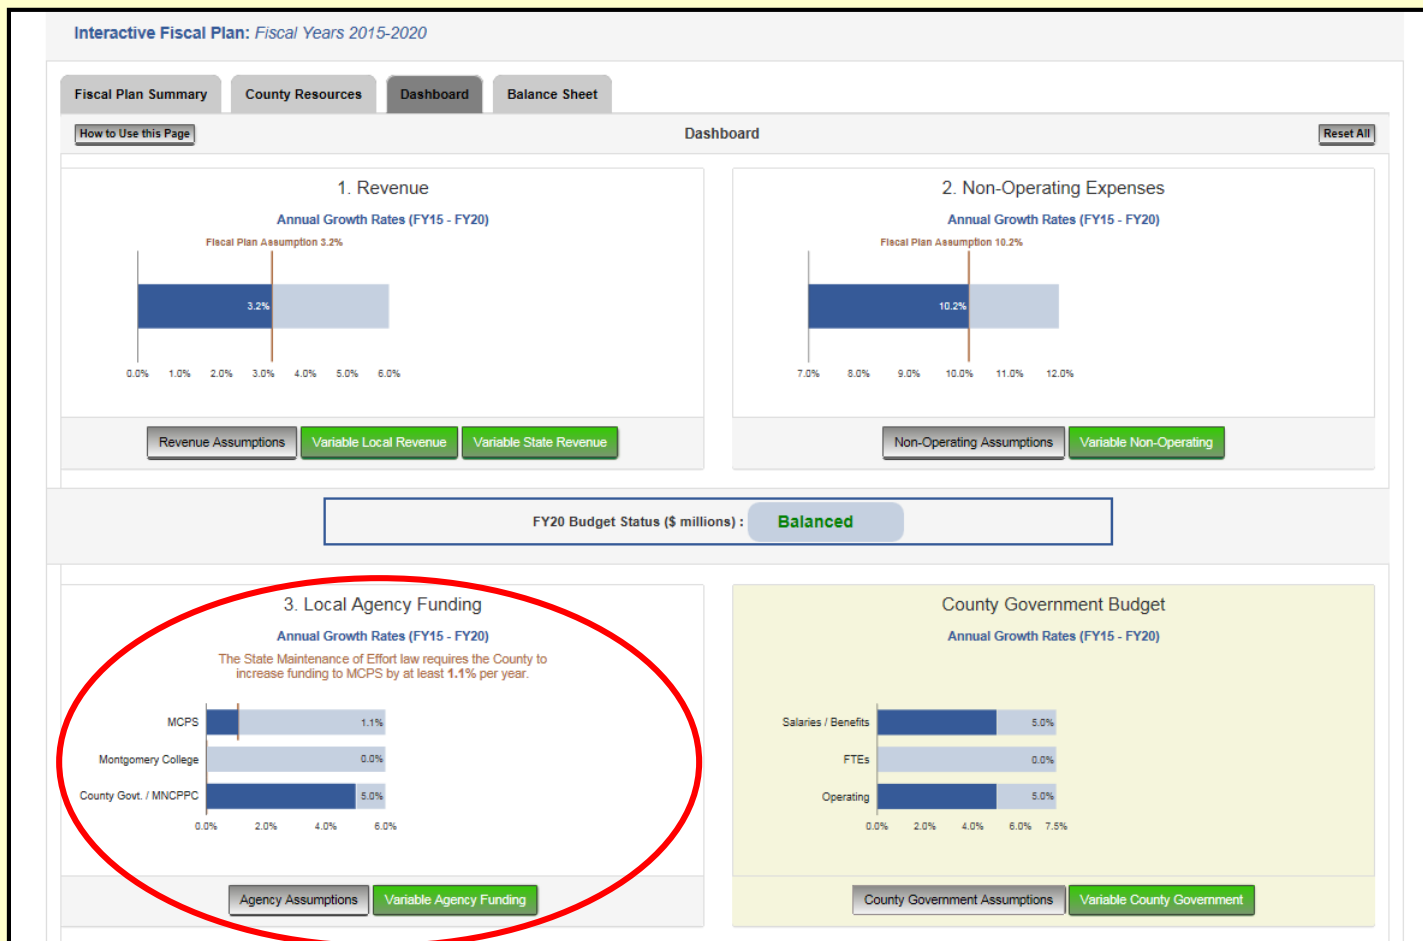 Interactive Fiscal Plan: Fiscal Years 2015-2020
Fiscal Plan Summary
County Resources
Dashboard
Balance Sheet
How to Use this Page
Dashboard
Reset All
1. Revenue
Annual Growth Rates (FY15 - FY20)
Fiscal Plan Assumption 3.2%
3.2%
0.0% 1.0% 2.0% 3.0% 4.0% 5.0% 6.0%
Revenue Assumptions
Variable Local Revenue
Variable State Revenue
2. Non-Operating Expenses
Annual Growth Rates (FY15 - FY20)
Fiscal Plan Assumption 10.2%
10.2%
7.0% 8.0% 9.0% 10.0% 11.0% 12.0%
Non-Operating Assumptions
Variable Non-Operating
FY20 Budget Status ($ millions) : Balanced
3. Local Agency Funding
Annual Growth Rates (FY15 - FY20)
The State Maintenance of Effort law requires the County to
increase funding to MCPS by at least 1.1% per year.
MCPS 1.1%
Montgomery College 0.0%
County Govt. / MNCPPC 5.0%
0.0% 2.0% 4.0% 6.0%
Agency Assumptions
Variable Agency Funding
County Government Budget
Annual Growth Rates (FY15 - FY20)
Salaries / Benefits 5.0%
FTEs 0.0%
Operating 5.0%
0.0% 2.0% 4.0% 6.0% 7.5%
County Government Assumptions
Variable County Government